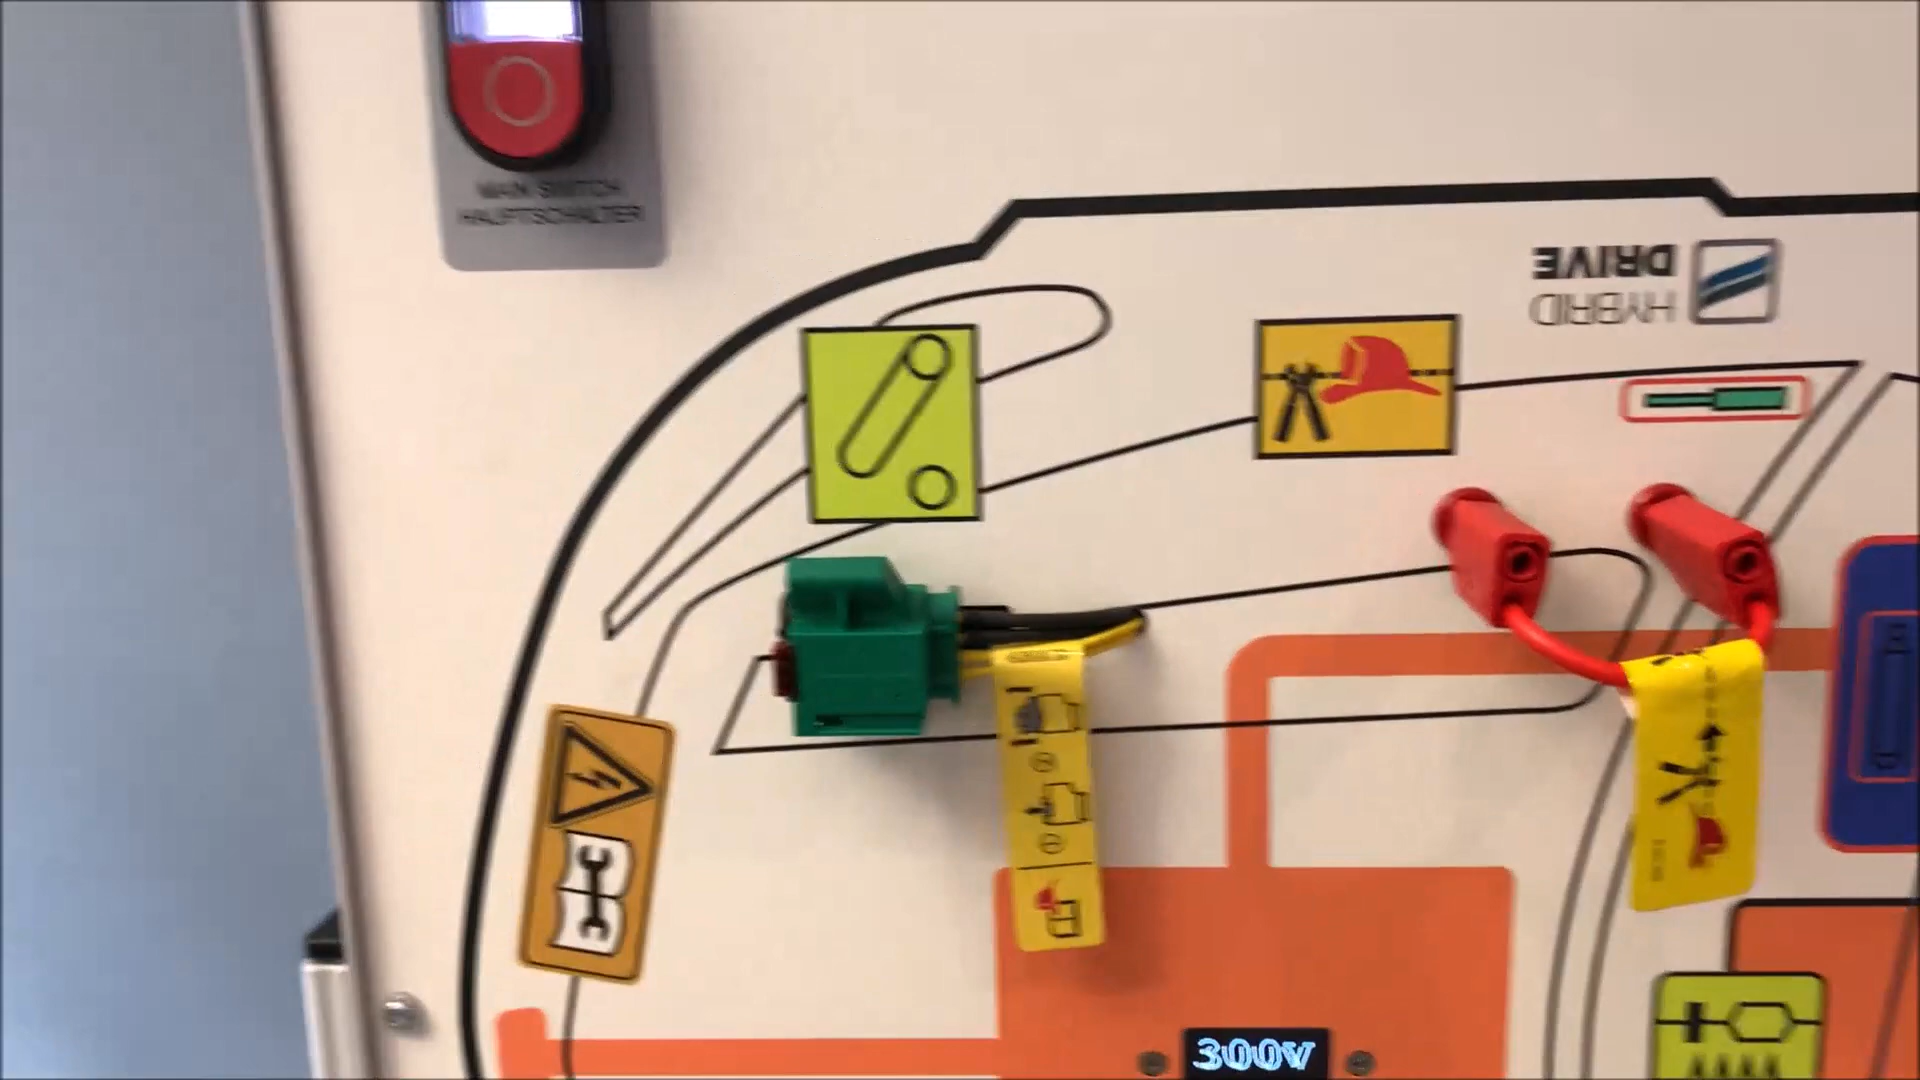 MAIN SWITCH
HAUPTSCHALTER
HYBRID
DRIVE
300V